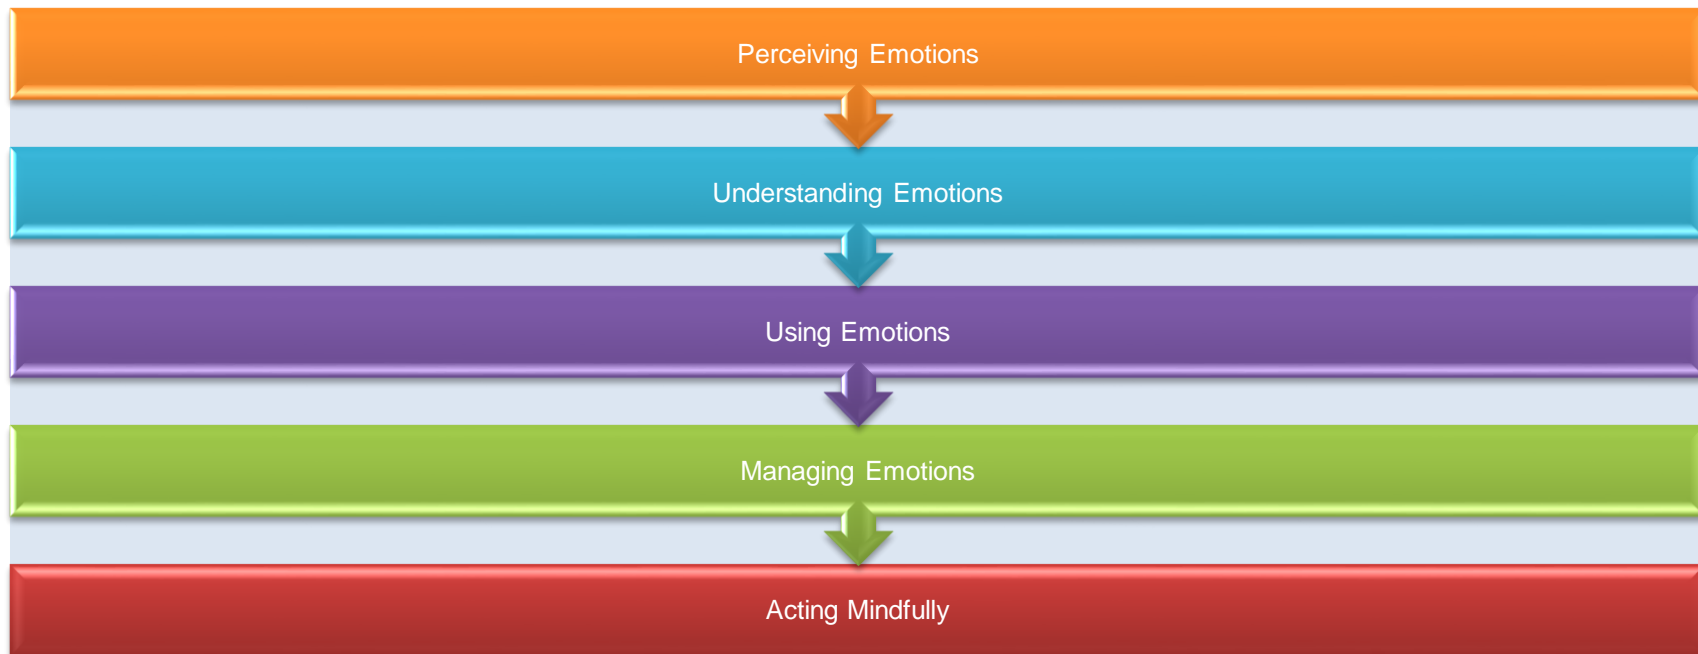 Perceiving Emotions
Understanding Emotions
Using Emotions
Managing Emotions
Acting Mindfully